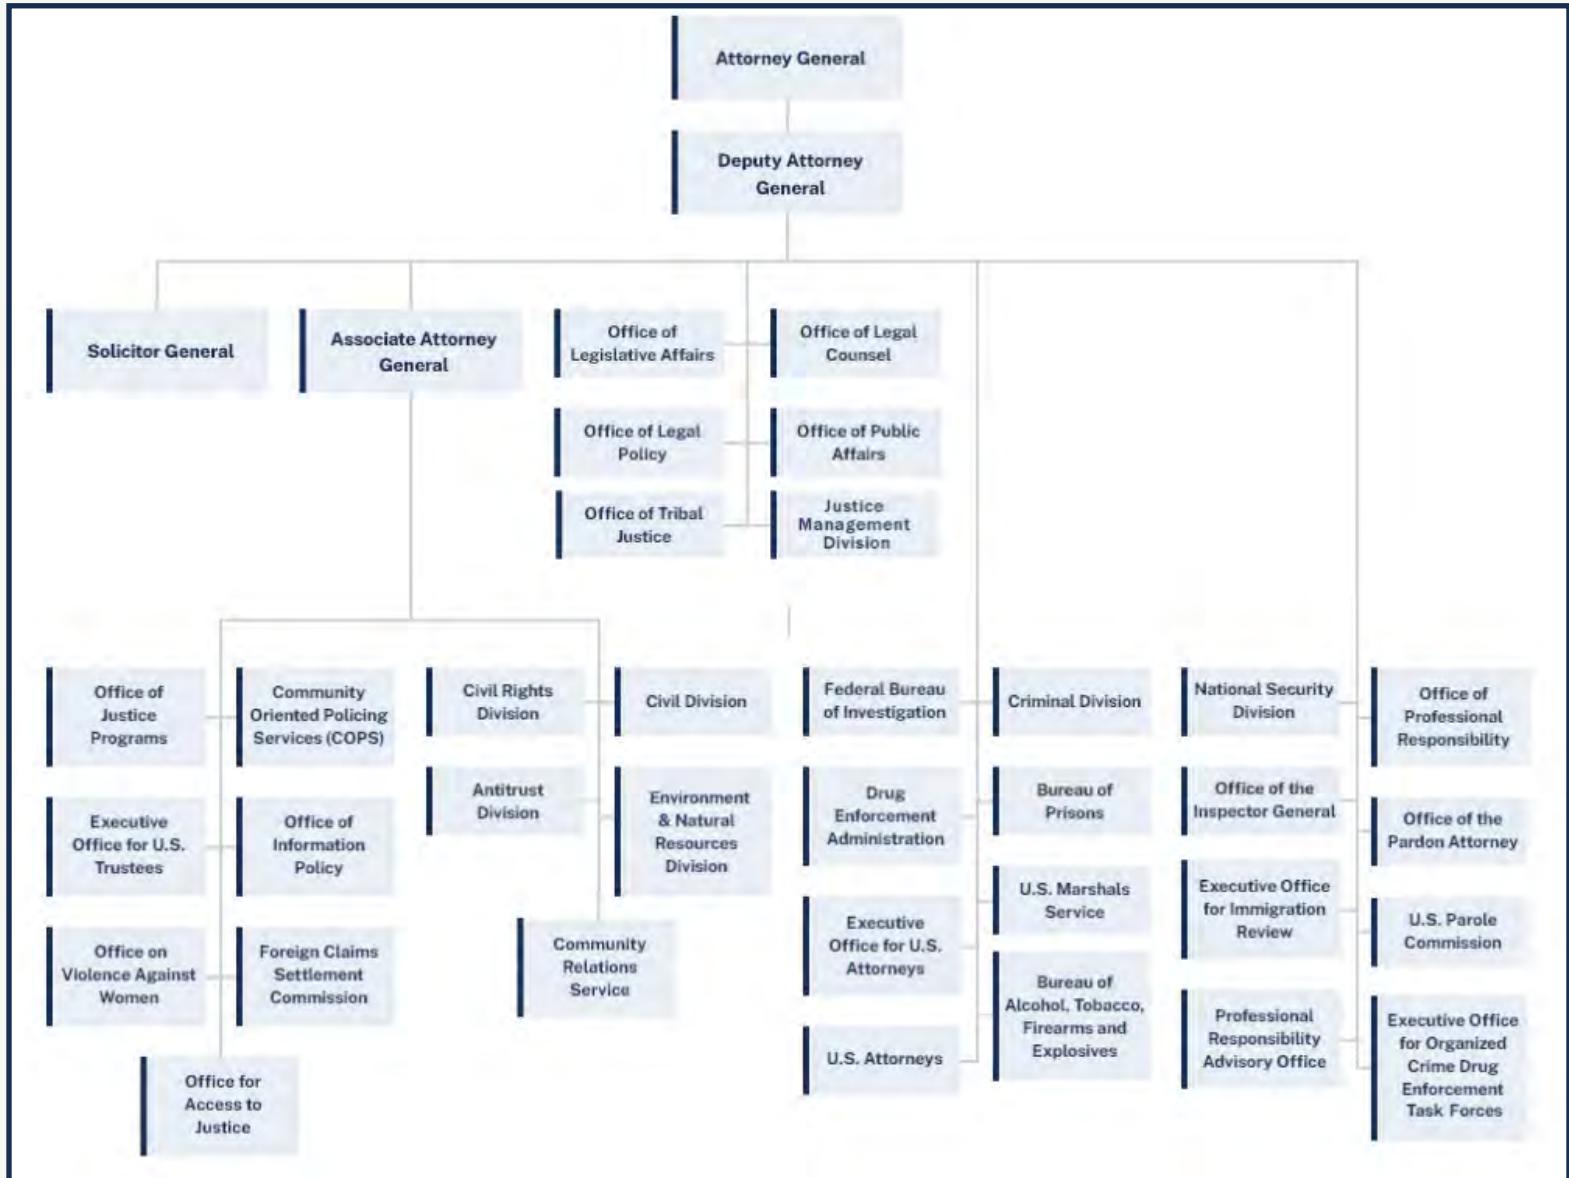 Attorney General
Deputy Attorney
General
Solicitor General
Associate Attorney
General
Office of
Legislative Affairs
Office of Legal
Counsel
Office of Legal
Policy
Office of Public
Affairs
Office of Tribal
Justice
Justice
Management
Division
Office of
Justice
Programs
Community
Oriented Policing
Services (COPS)
Executive
Office for U.S.
Trustees
Office of
Information
Policy
Office on
Violence Against
Women
Foreign Claims
Settlement
Commission
Office for
Access to
Justice
Civil Rights
Division
Civil Division
Antitrust
Division
Environment
& Natural
Resources
Division
Community
Relations
Service
Federal Bureau
of Investigation
Criminal Division
Drug
Enforcement
Administration
Bureau of
Prisons
Executive
Office for U.S.
Attorneys
U.S. Marshals
Service
U.S. Attorneys
Bureau of
Alcohol, Tobacco,
Firearms and
Explosives
National Security
Division
Office of
Professional
Responsibility
Office of the
Inspector General
Office of the
Pardon Attorney
Executive Office
for Immigration
Review
U.S. Parole
Commission
Professional
Responsibility
Advisory Office
Executive Office
for Organized
Crime Drug
Enforcement
Task Forces